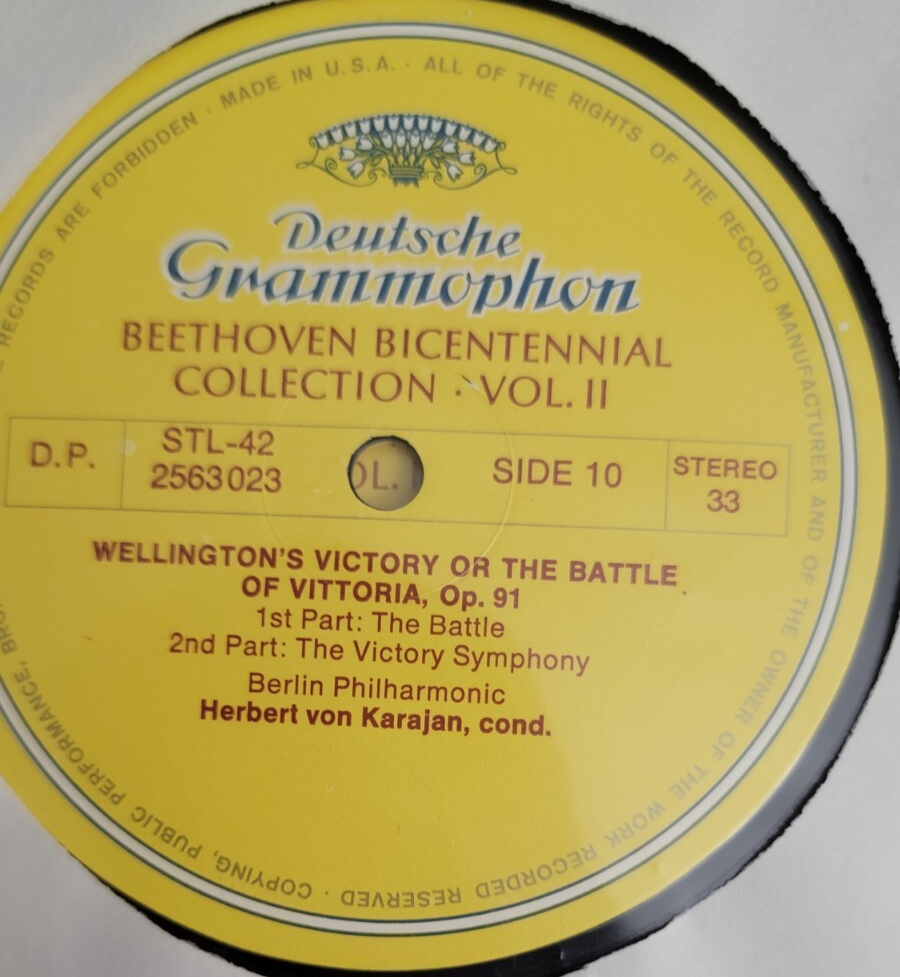 RECORDS ARE FORBIDDEN · MADE IN U.S.A. · ALL OF THE RIGHTS OF THE RECORD MANUFACTURER AND OF THE OWNER OF THE WORK RECORDED RESERVED · COPYING, PUBLIC PERFORMANCE,
Deutsche
Grammophon
BEETHOVEN BICENTENNIAL
COLLECTION · VOL. II
D.P.
STL-42
2563023
OL.
SIDE 10
STEREO
33
WELLINGTON'S VICTORY OR THE BATTLE
OF VITTORIA, Op. 91
1st Part: The Battle
2nd Part: The Victory Symphony
Berlin Philharmonic
Herbert von Karajan, cond.